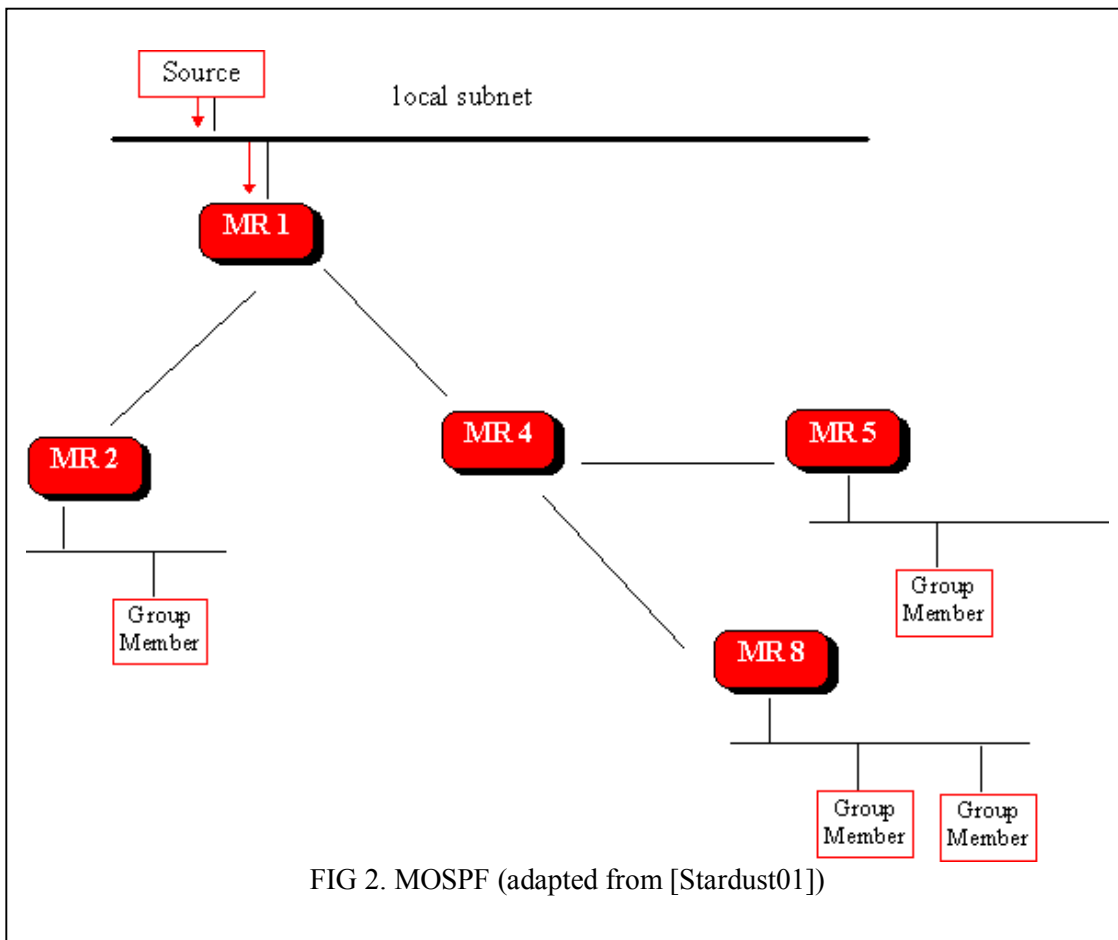 Source
local subnet
MR 1
MR 2
MR 4
MR 5
Group
Member
Group
Member
MR 8
Group
Member
Group
Member
FIG 2. MOSPF (adapted from [Stardust01])